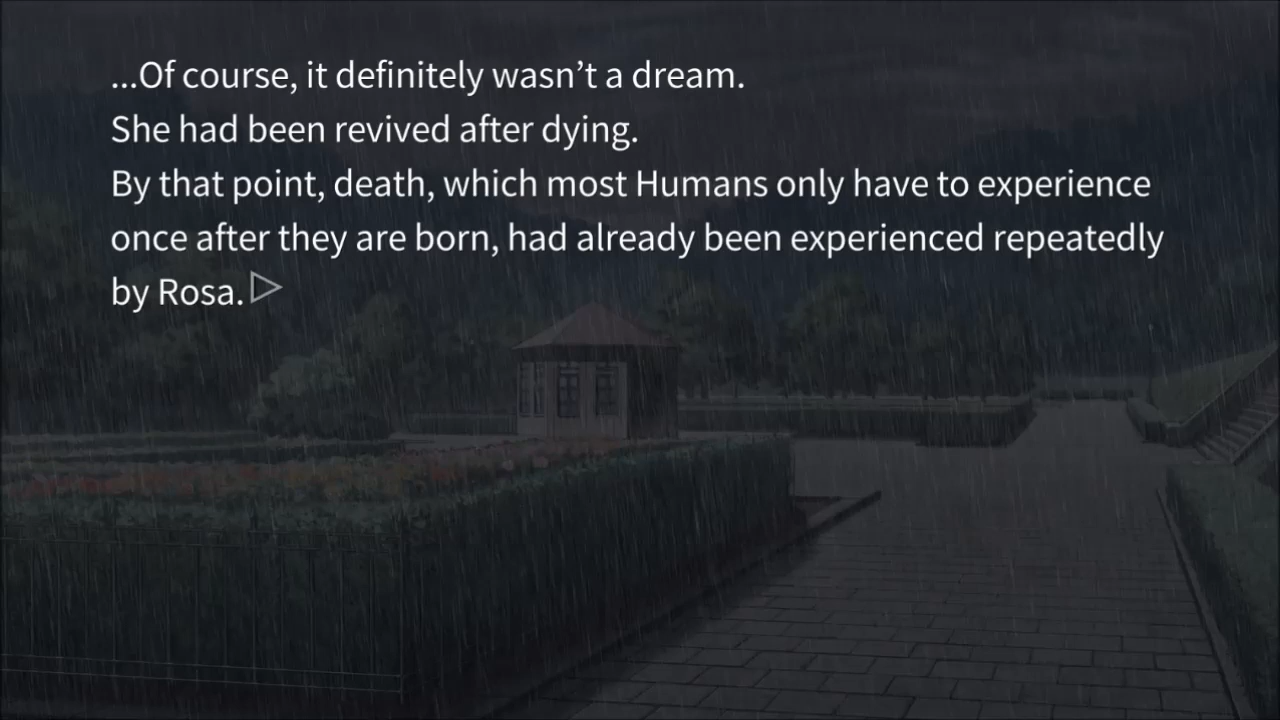 ...Of course, it definitely wasn’t a dream.
She had been revived after dying.
By that point, death, which most Humans only have to experience
once after they are born, had already been experienced repeatedly
by Rosa.